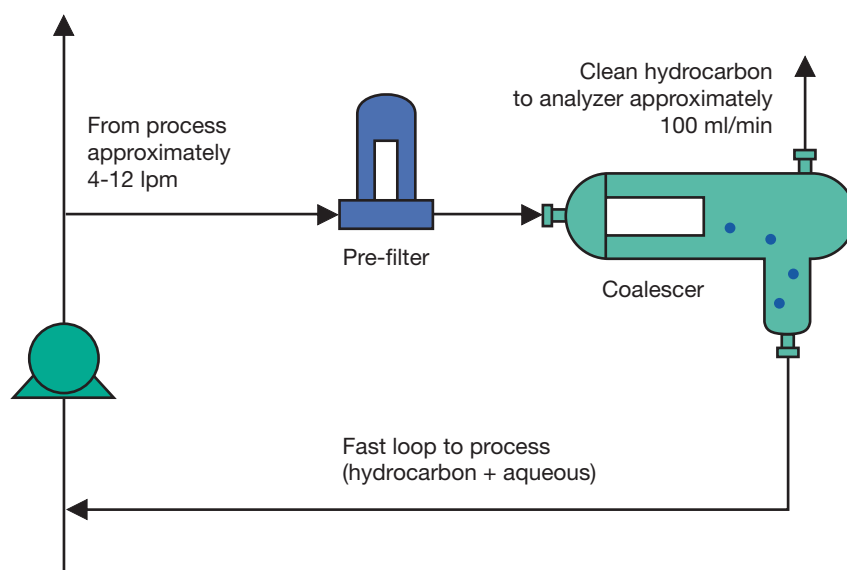 From process
approximately
4-12 lpm
Clean hydrocarbon
to analyzer approximately
100 ml/min
Pre-filter
Coalescer
Fast loop to process
(hydrocarbon + aqueous)